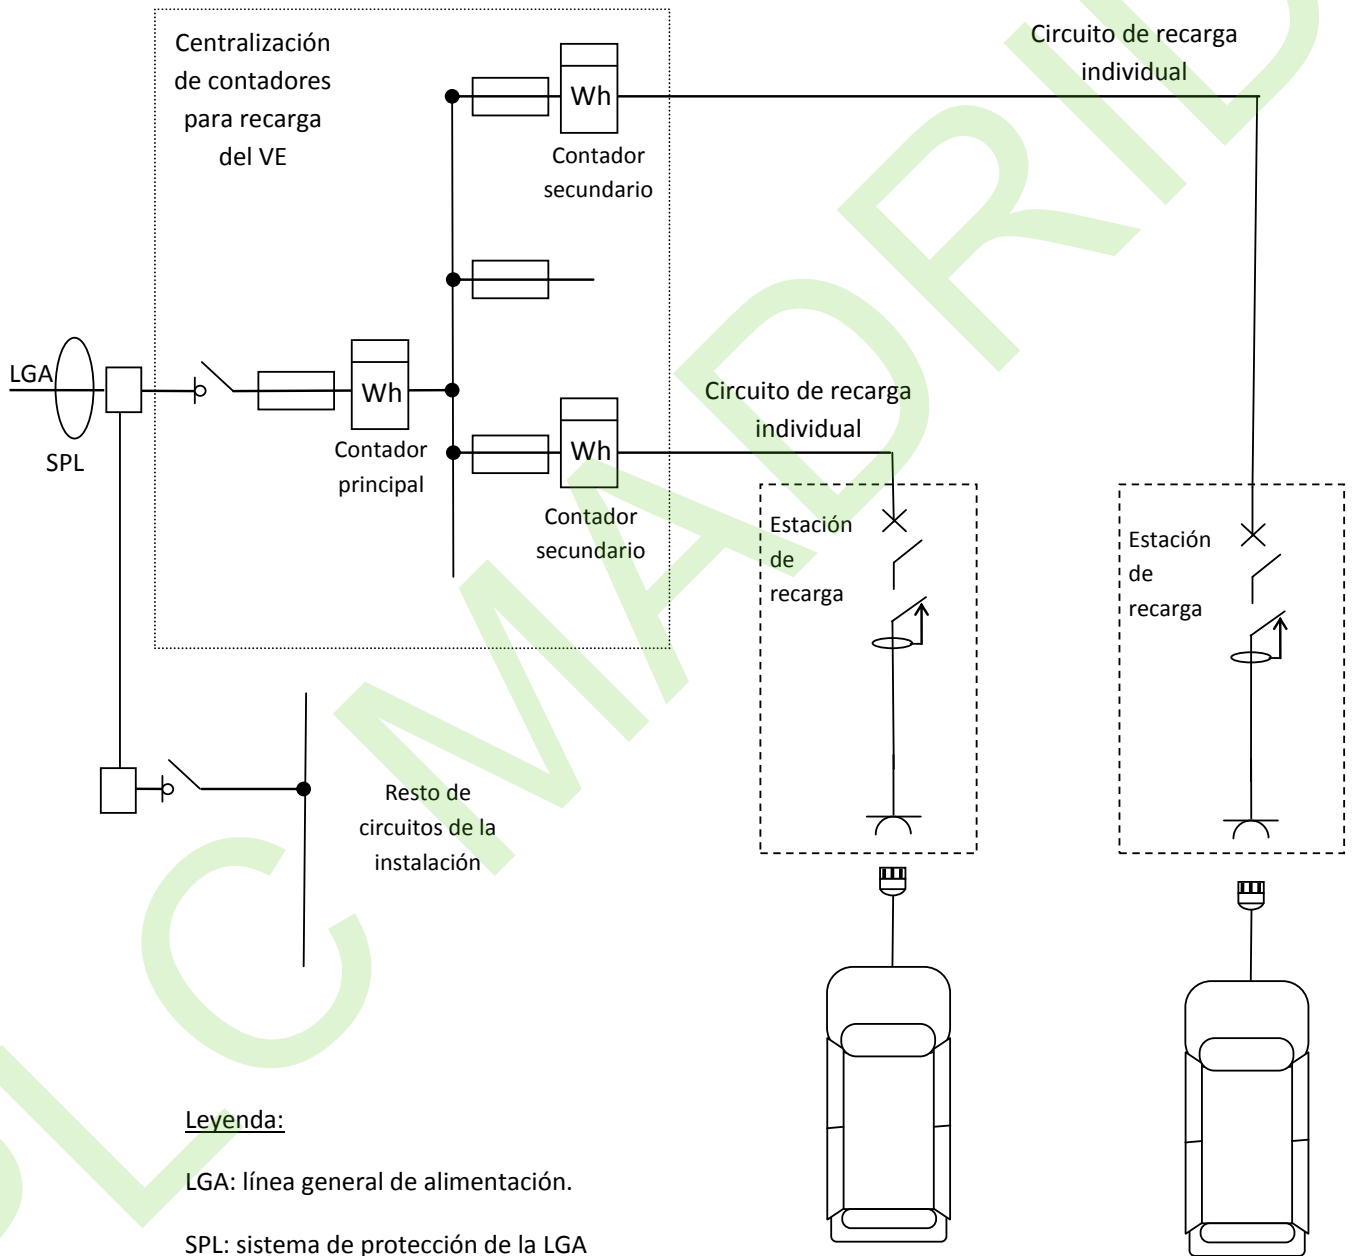 Centralización
de contadores
para recarga
del VE
Wh
Contador
secundario
Circuito de recarga
individual
LGA
SPL
Wh
Contador
principal
Wh
Contador
secundario
Circuito de recarga
individual
Estación
de
recarga
Estación
de
recarga
Resto de
circuitos de la
instalación
Leyenda:
LGA: línea general de alimentación.
SPL: sistema de protección de la LGA
PLC MADRID